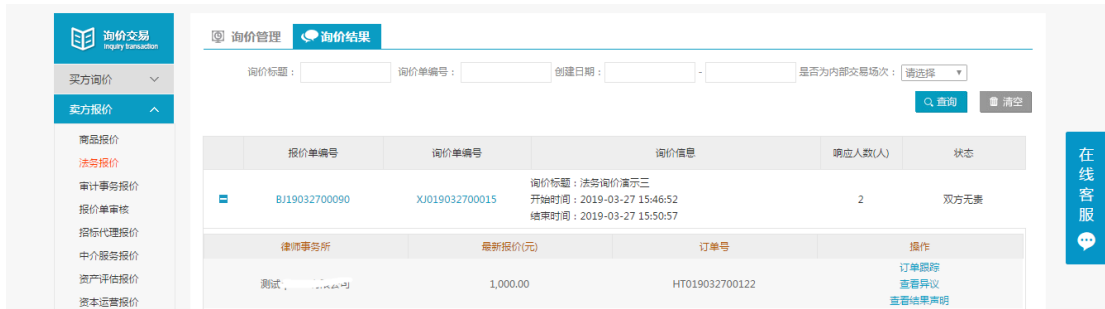 询价交易
Inquiry transaction
买方询价
卖方报价
商品报价
法务报价
审计事务报价
报价单审核
招标代理报价
中介服务报价
资产评估报价
资本运营报价
询价管理
询价结果
询价标题：
询价单编号：
创建日期：
-
是否为内部交易场次：
请选择
查询
清空
报价单编号 询价单编号 询价信息 响应人数(人) 状态
询价标题：法务询价演示三
BJ19032700090 XJ019032700015 开始时间：2019-03-27 15:46:52 2 双方无责
结束时间：2019-03-27 15:50:57
律师事务所 最新报价(元) 订单号 操作
订单跟踪
测试 公司 1,000.00 HT019032700122 查看异议
查看结果声明
在线客服